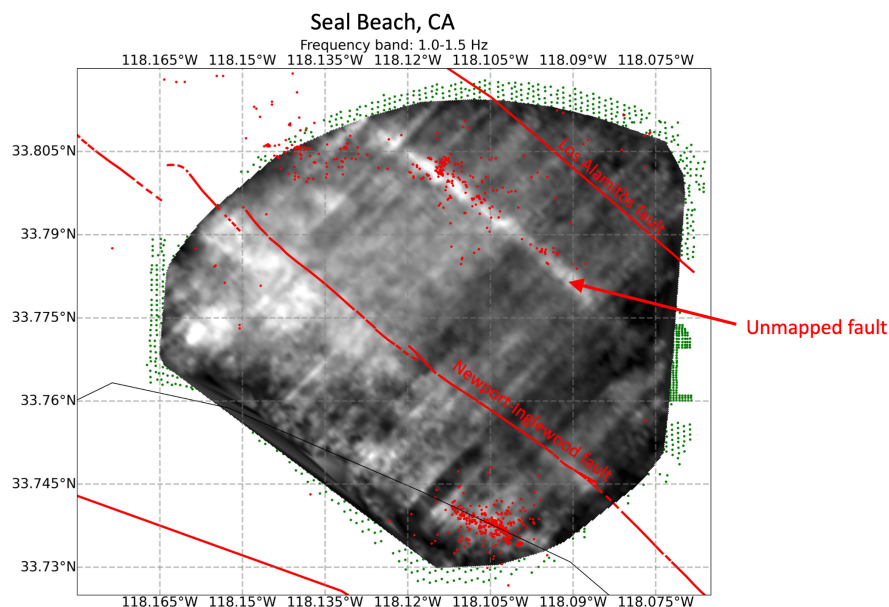 Seal Beach, CA
Frequency band: 1.0-1.5 Hz
118.165°W 118.15°W 118.135°W 118.12°W 118.105°W 118.09°W 118.075°W
33.805°N
Los Alamitos fault
33.79°N
33.775°N
Unmapped fault
33.76°N
Newport-Inglewood fault
33.745°N
33.73°N
118.165°W 118.15°W 118.135°W 118.12°W 118.105°W 118.09°W 118.075°W